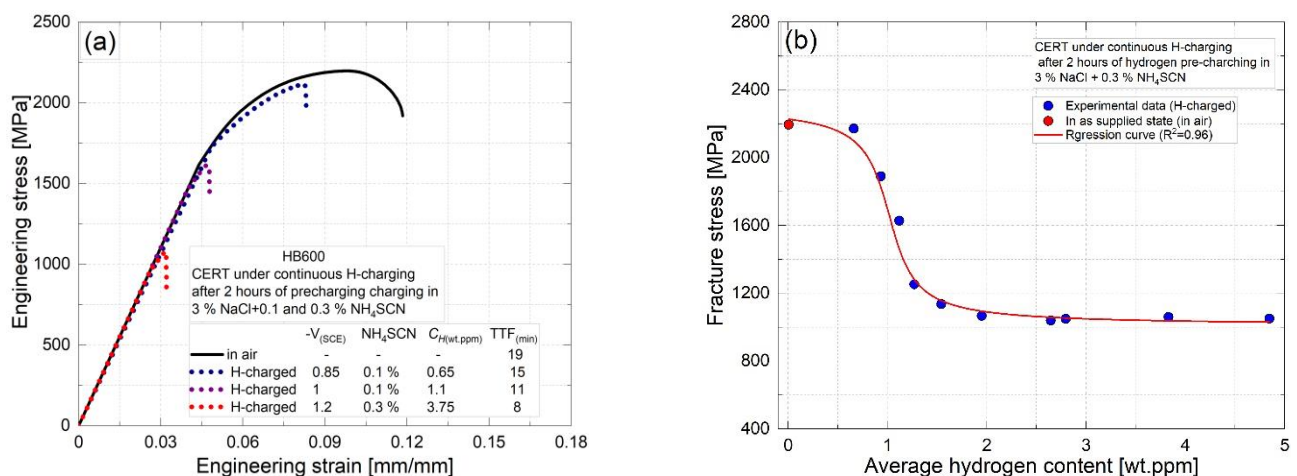 (a)
2500
2000
1500
1000
500
0
Engineering stress [MPa]
HB600
CERT under continuous H-charging
after 2 hours of precharging charging in
3 % NaCl+0.1 and 0.3 % NH4SCN
-V(SCE) NH4SCN CH(wt.ppm) TTF(min)
in air - - - 19
H-charged 0.85 0.1 % 0.65 15
H-charged 1 0.1 % 1.1 11
H-charged 1.2 0.3 % 3.75 8
0.03 0.06 0.09 0.12 0.15 0.18
Engineering strain [mm/mm]
(b)
2800
2600
2200
1600
1200
800
400
Fracture stress [MPa]
CERT under continuous H-charging
after 2 hours of hydrogen pre-charching in
3 % NaCl + 0.3 % NH4SCN
Experimental data (H-charged)
In as supplied state (in air)
Rgression curve (R2=0.96)
0 1 2 3 4 5
Average hydrogen content [wt.ppm]